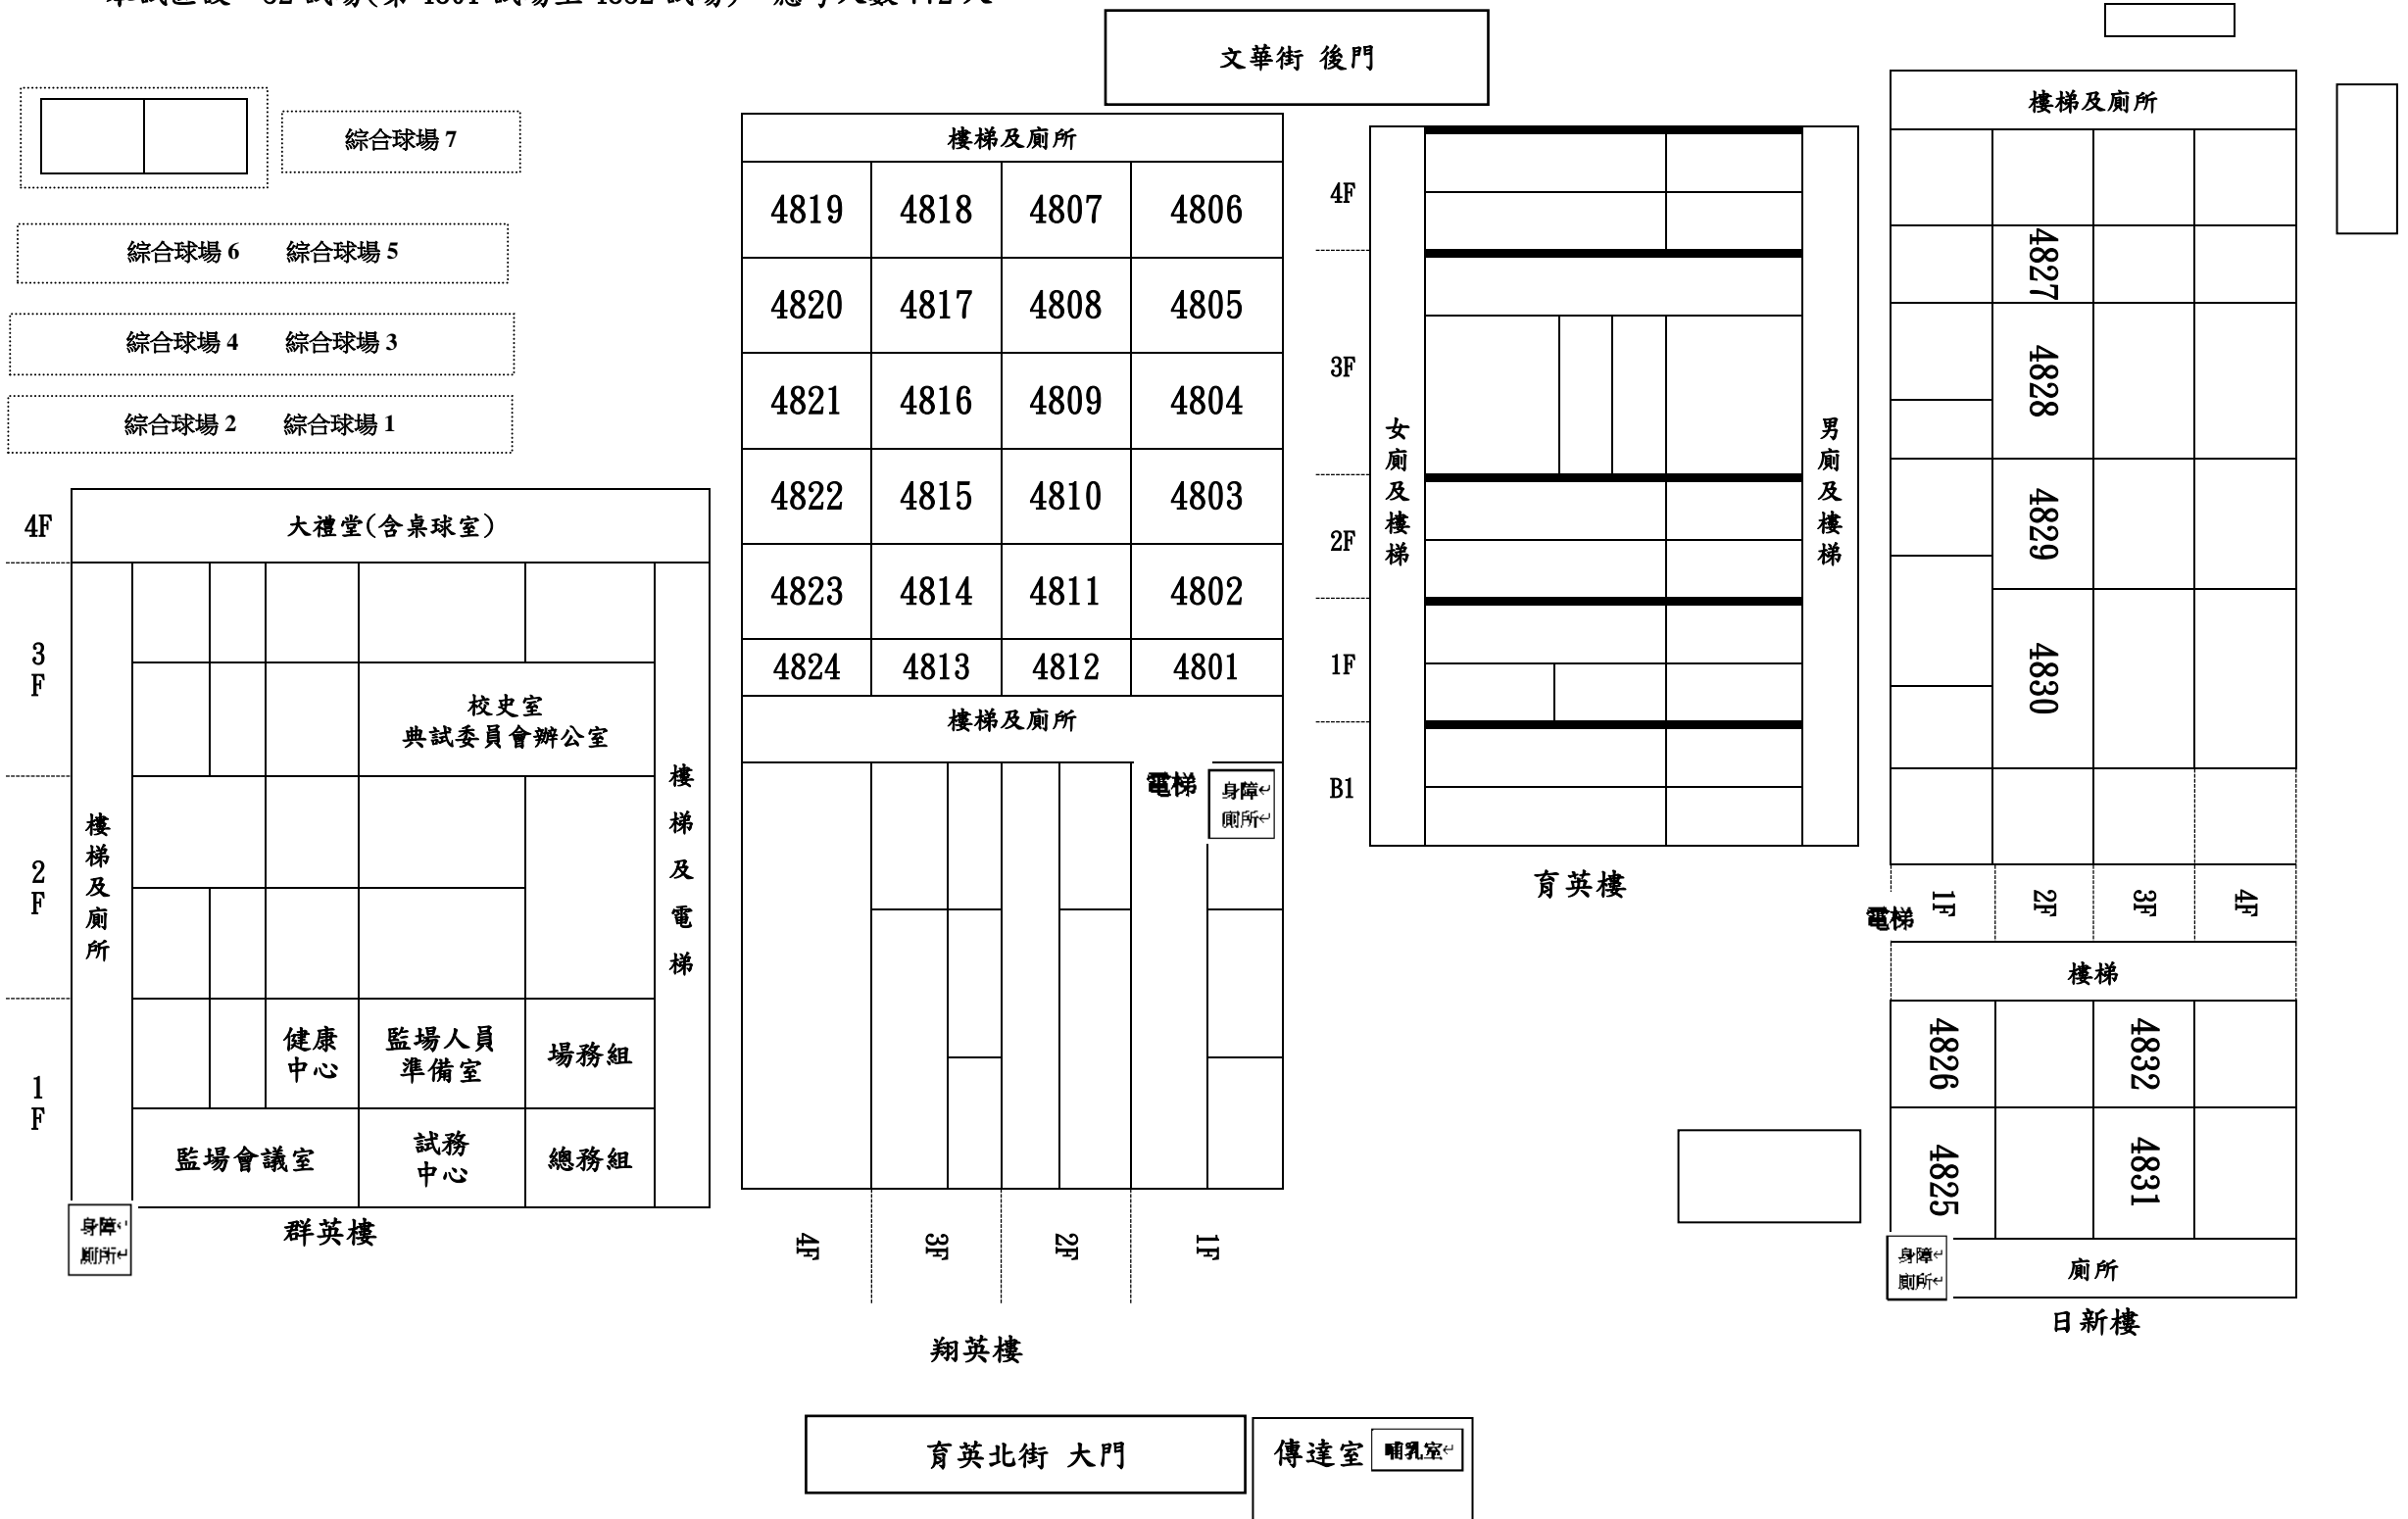 文華街 後門
綜合球場 7
綜合球場 6 綜合球場 5
綜合球場 4 綜合球場 3
綜合球場 2 綜合球場 1
4F
大禮堂(含桌球室)
3F
校史室
典試委員會辦公室
2F
樓梯及廁所
樓梯及電梯
1F
健康
中心
監場人員
準備室
場務組
監場會議室
試務
中心
總務組
身障
廁所
群英樓
樓梯及廁所
4819 4818 4807 4806
4820 4817 4808 4805
4821 4816 4809 4804
4822 4815 4810 4803
4823 4814 4811 4802
4824 4813 4812 4801
樓梯及廁所
電梯
身障
廁所
4F 3F 2F 1F
翔英樓
4F
3F
2F
1F
B1
女廁及樓梯
男廁及樓梯
育英樓
樓梯及廁所
4827
4828
4829
4830
1F 2F 3F 4F
電梯
樓梯
4826 4832
4825 4831
身障
廁所
廁所
日新樓
育英北街 大門
傳達室
哺乳室